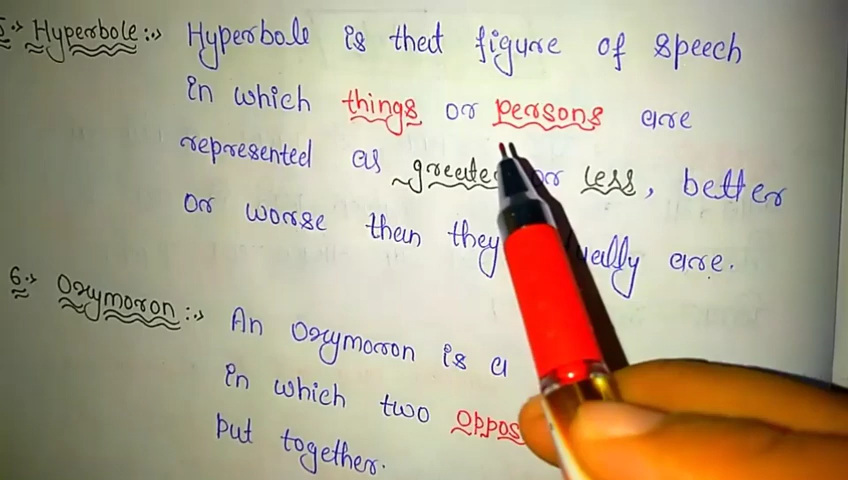 5.:- Hyperbole:-> Hyperbole is that figure of speech
in which things or persons are
represented as greater or less, better
or worse than they are.
6.:- Oxymoron:-> An Oxymoron is a
in which two
put together.